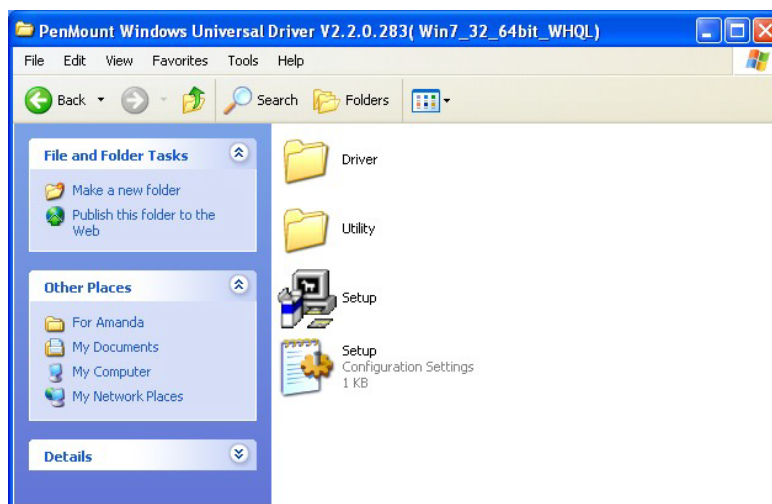 PenMount Windows Universal Driver V2.2.0.283( Win7_32_64bit_WHQL)
File Edit View Favorites Tools Help
Back Search Folders
File and Folder Tasks
Make a new folder
Publish this folder to the
Web
Other Places
For Amanda
My Documents
My Computer
My Network Places
Details
Driver
Utility
Setup
Setup
Configuration Settings
1 KB